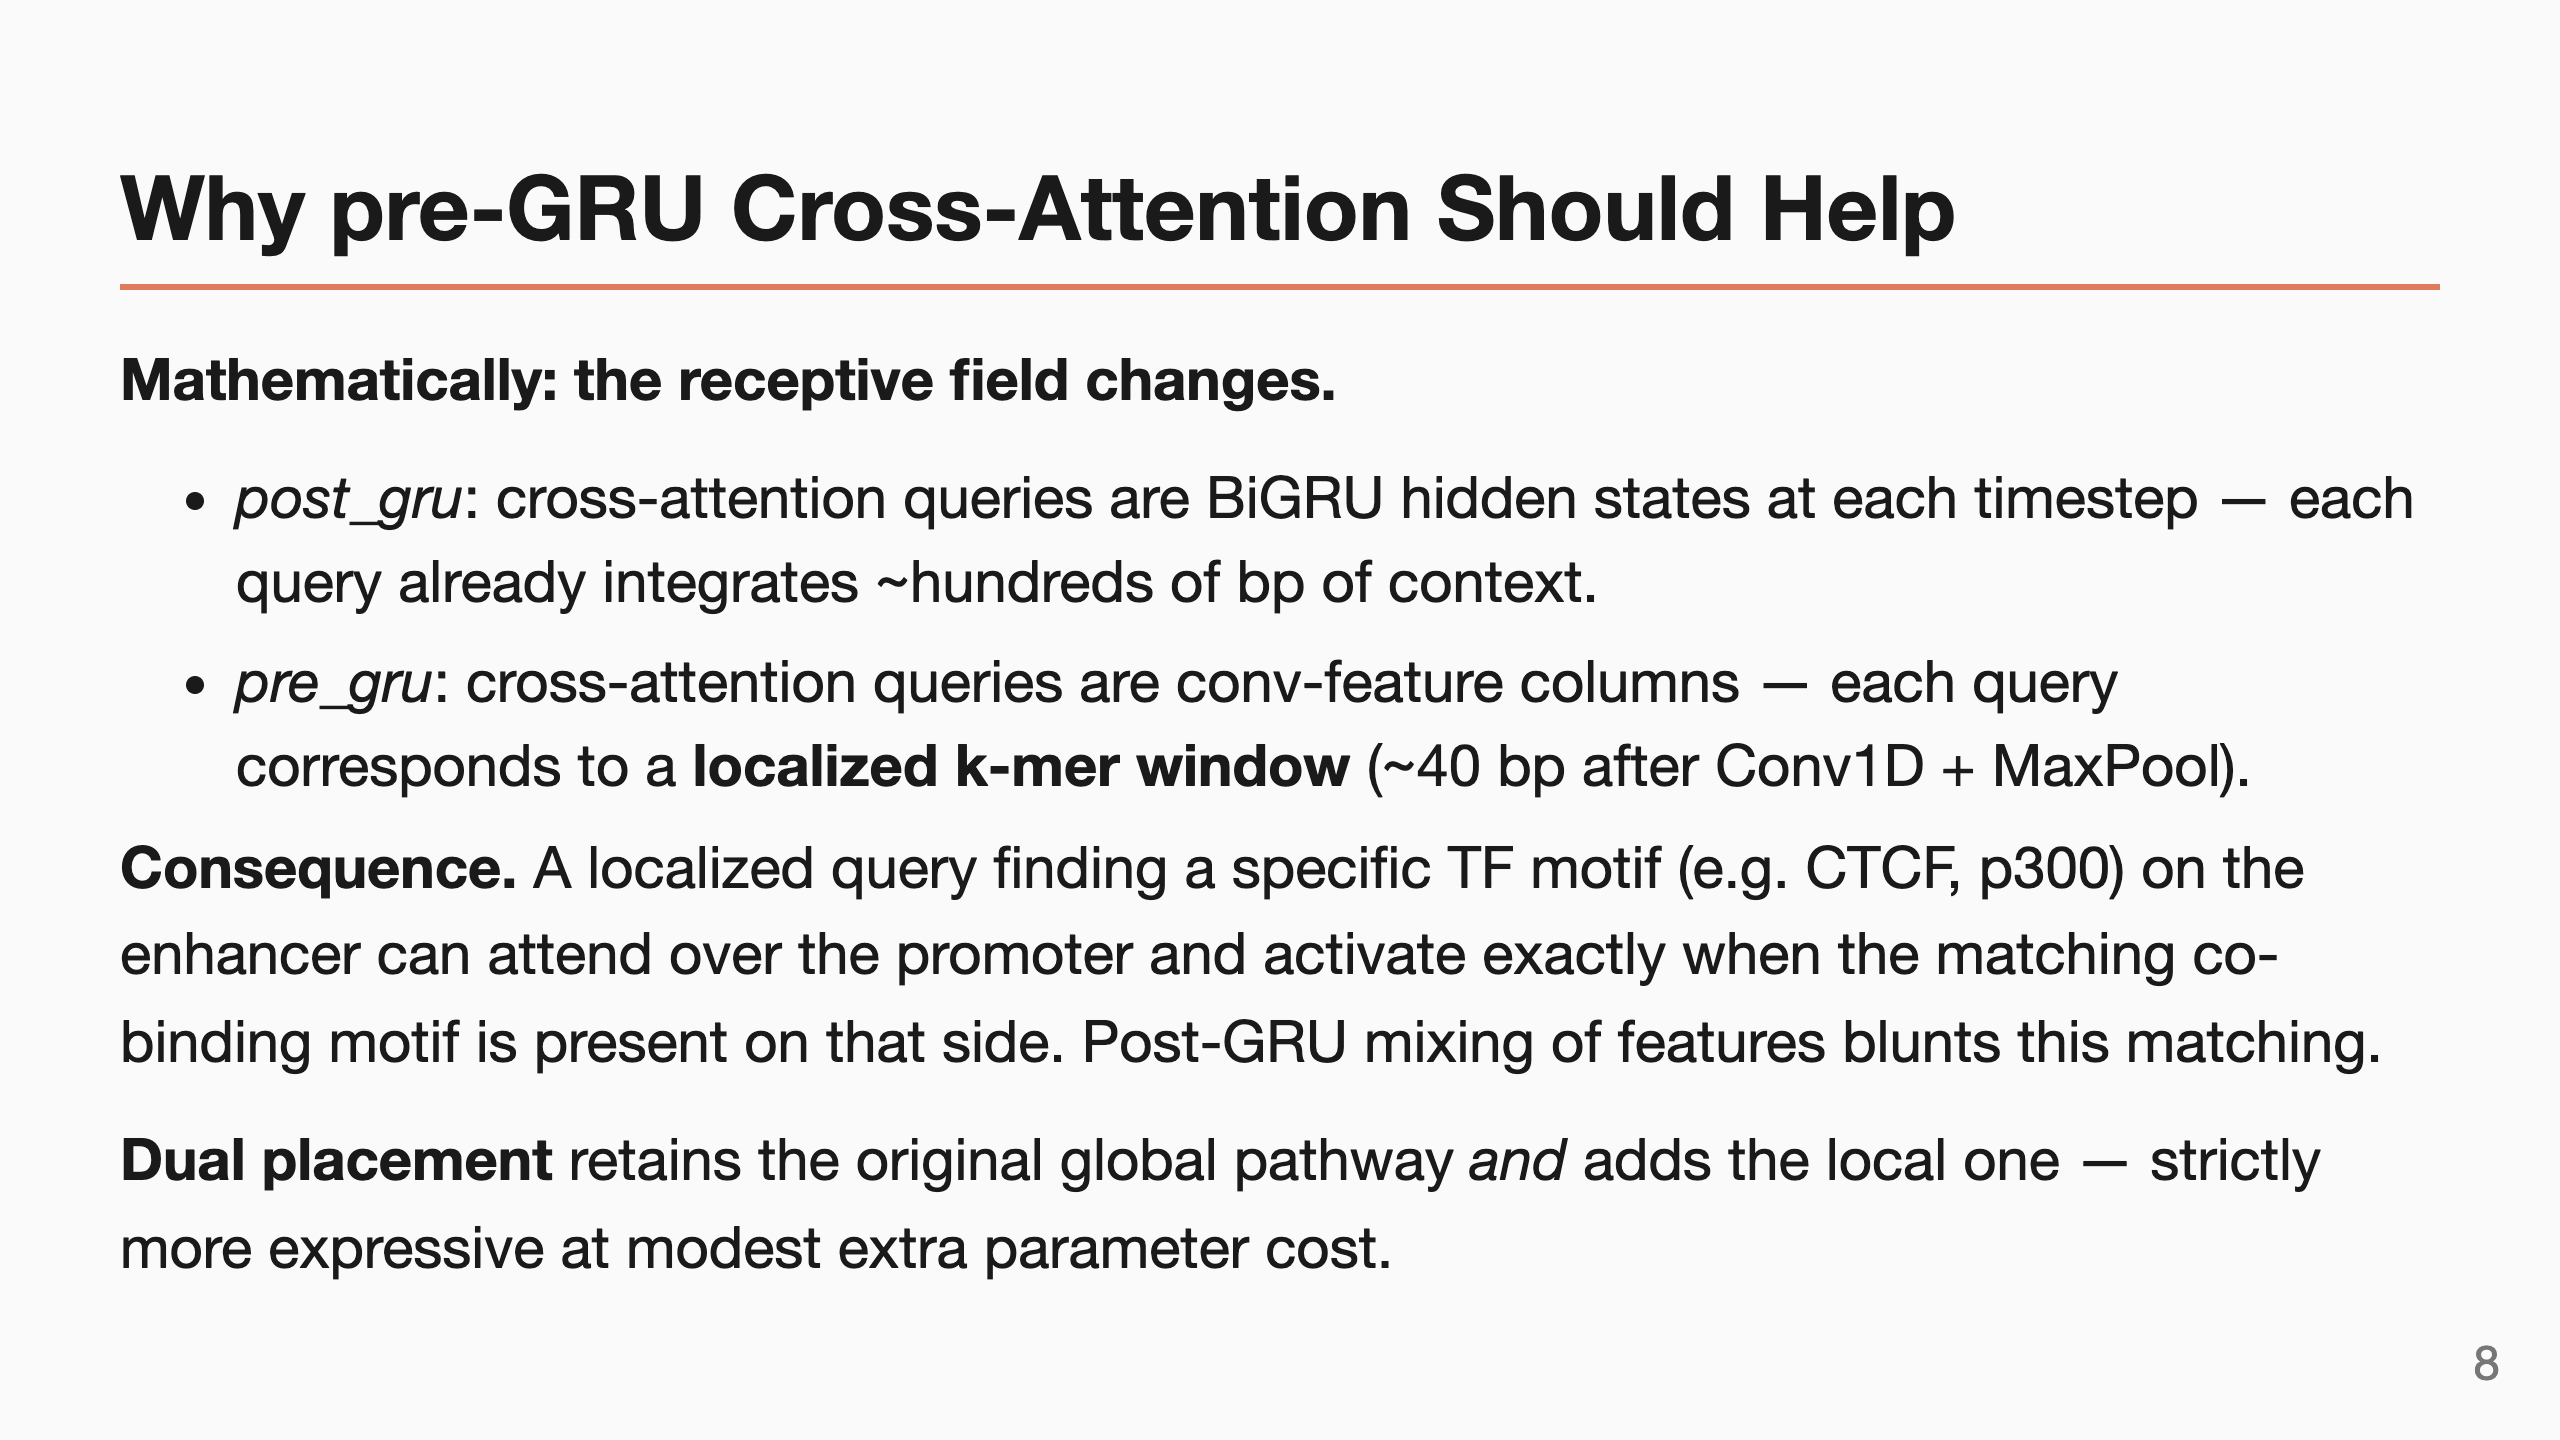 Why pre-GRU Cross-Attention Should Help
Mathematically: the receptive field changes.
• post_gru: cross-attention queries are BiGRU hidden states at each timestep — each
query already integrates ~hundreds of bp of context.
• pre_gru: cross-attention queries are conv-feature columns — each query
corresponds to a localized k-mer window (~40 bp after Conv1D + MaxPool).
Consequence. A localized query finding a specific TF motif (e.g. CTCF, p300) on the
enhancer can attend over the promoter and activate exactly when the matching co-
binding motif is present on that side. Post-GRU mixing of features blunts this matching.
Dual placement retains the original global pathway and adds the local one — strictly
more expressive at modest extra parameter cost.
8